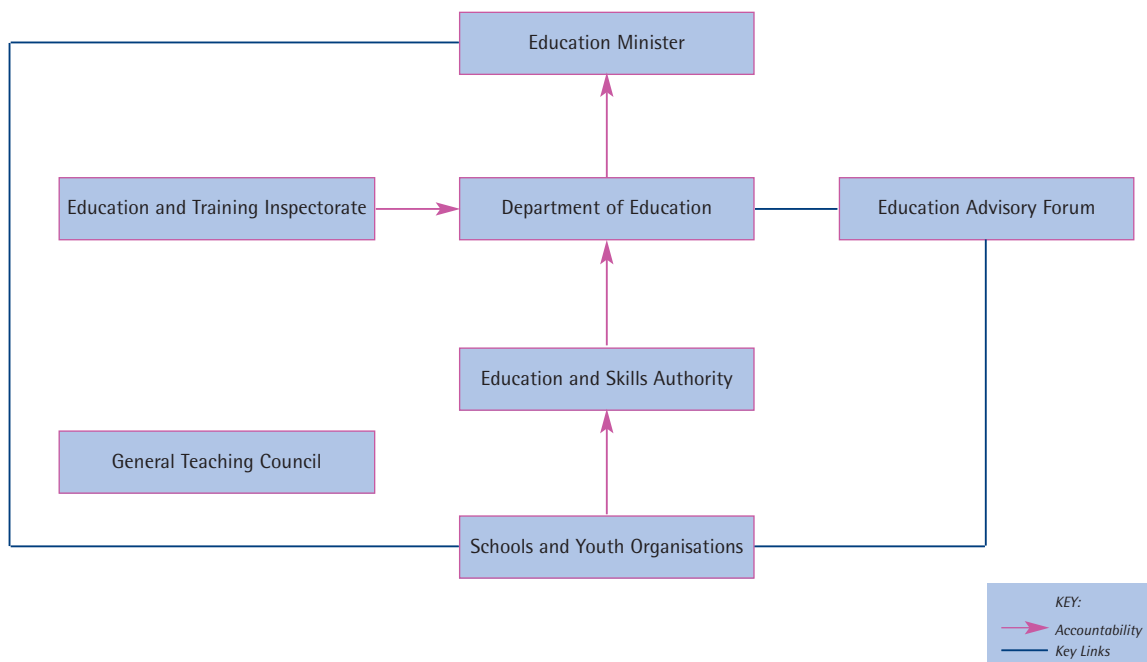 Education Minister
Education and Training Inspectorate
Department of Education
Education Advisory Forum
Education and Skills Authority
General Teaching Council
Schools and Youth Organisations
KEY:
Accountability
Key Links